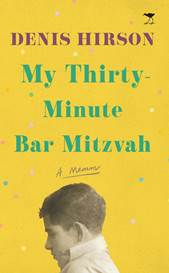 DENIS HIRSON
My Thirty-
Minute
Bar Mitzvah
A Memoir